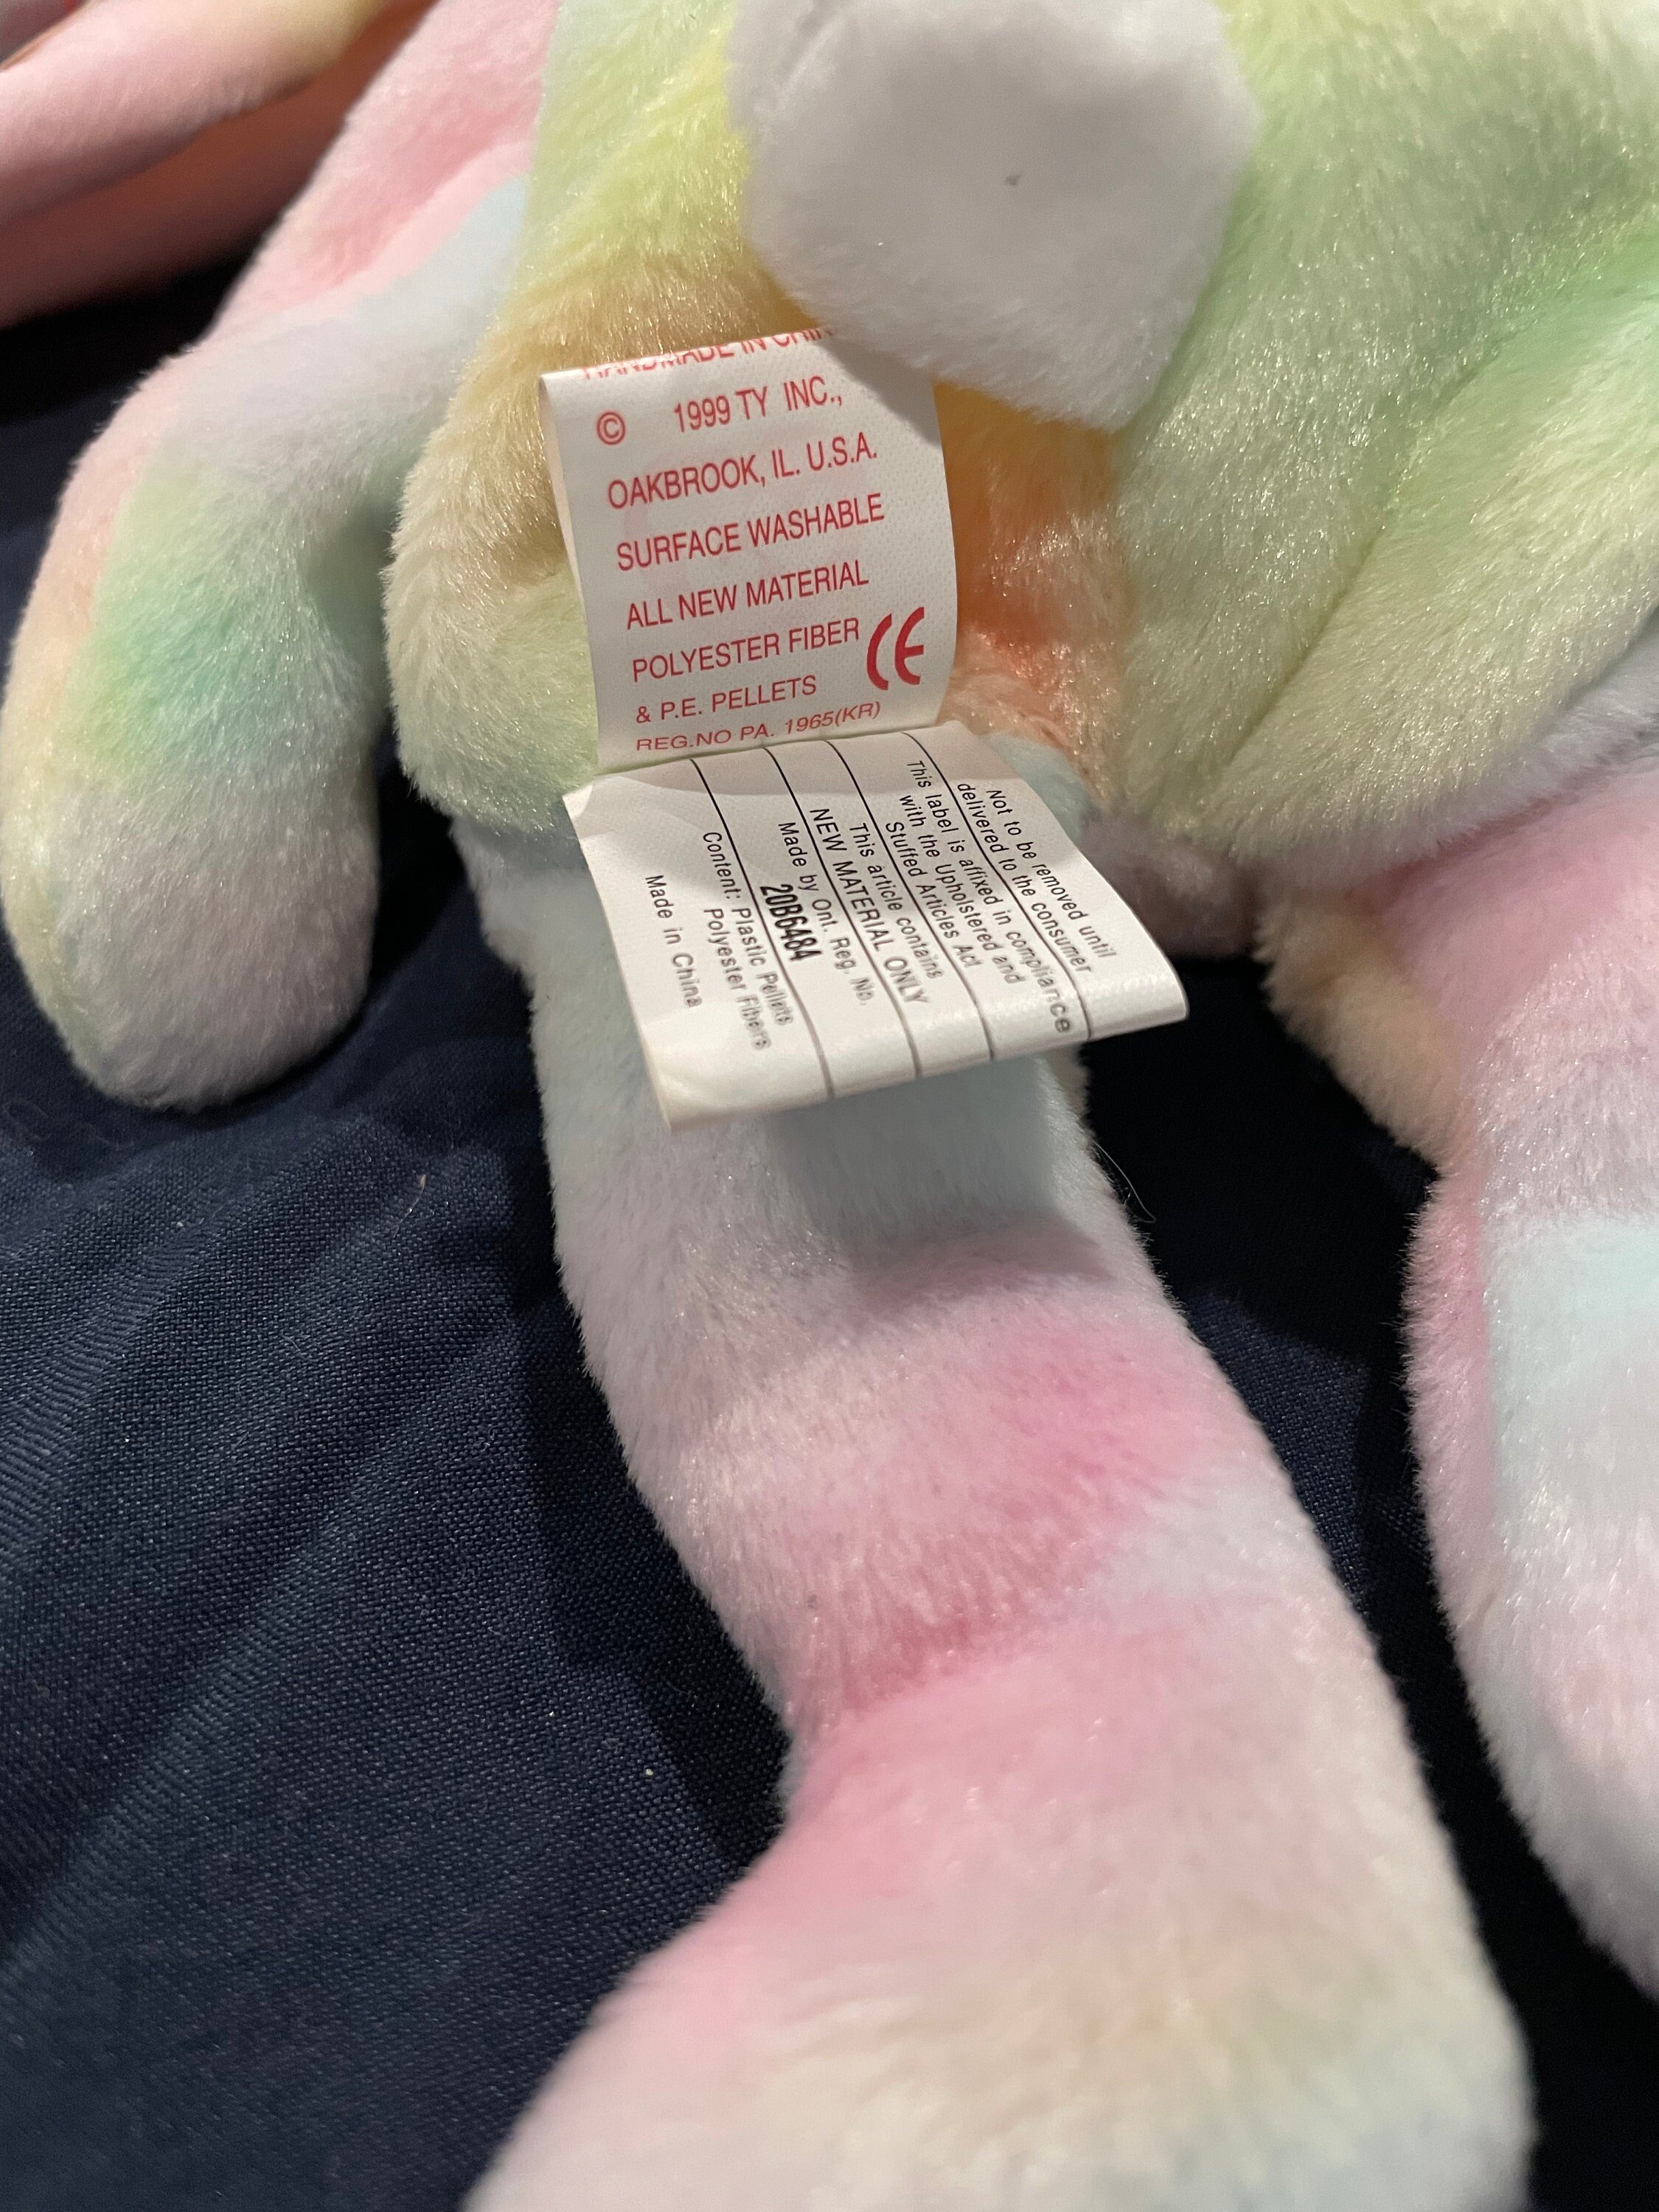 HANDMADE IN CHINA
© 1999 TY INC.,
OAKBROOK, IL. U.S.A.
SURFACE WASHABLE
ALL NEW MATERIAL
POLYESTER FIBER
& P.E. PELLETS CE
REG.NO PA. 1965(KR)
Not to be removed until
delivered to the consumer
This label is affixed in compliance
with the Upholstered and
Stuffed Articles Act
This article contains
NEW MATERIAL ONLY
Made by Ont. Reg. No.
20B6484
Content: Plastic Pellets
Polyester Fibers
Made in China